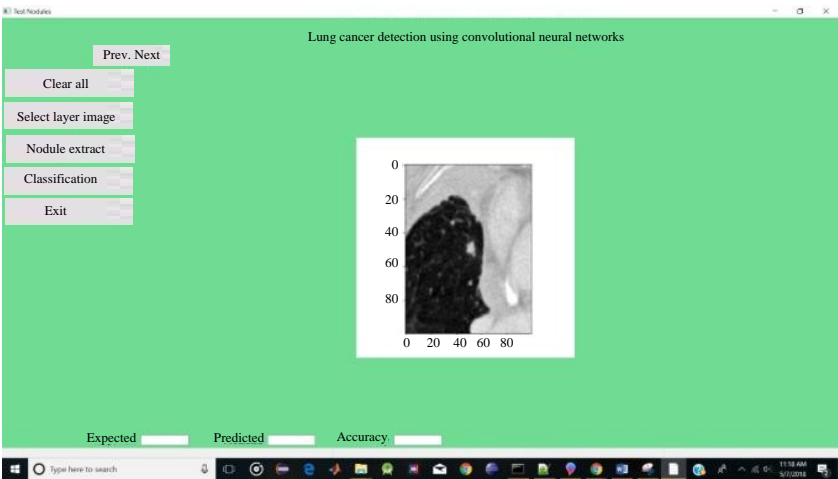 Test Nodules
Lung cancer detection using convolutional neural networks
Prev. Next
Clear all
Select layer image
Nodule extract
Classification
Exit
0
20
40
60
80
0 20 40 60 80
Expected
Predicted
Accuracy
Type here to search
11:18 AM
5/7/2018